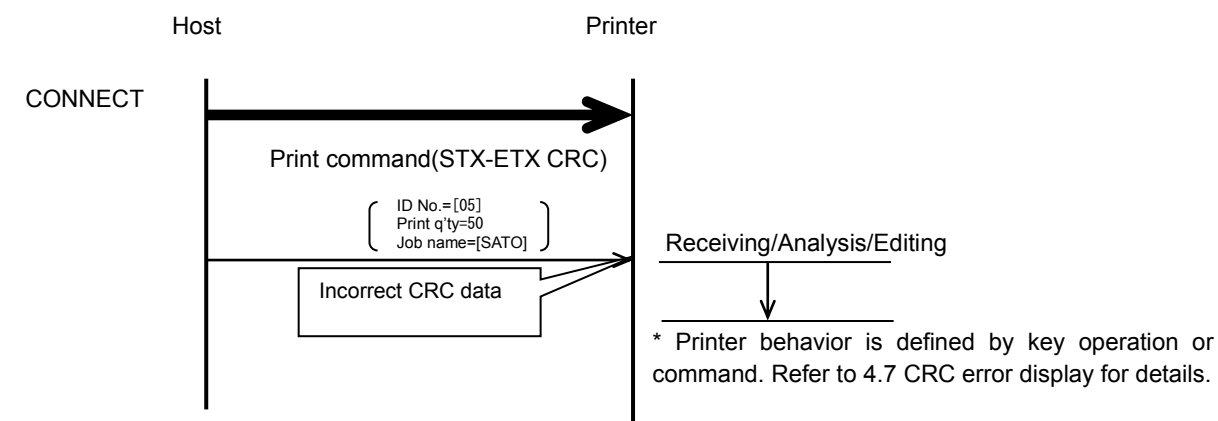 Host
Printer
CONNECT
Print command(STX-ETX CRC)
ID No.=[05]
Print q'ty=50
Job name=[SATO]
Receiving/Analysis/Editing
Incorrect CRC data
* Printer behavior is defined by key operation or
command. Refer to 4.7 CRC error display for details.